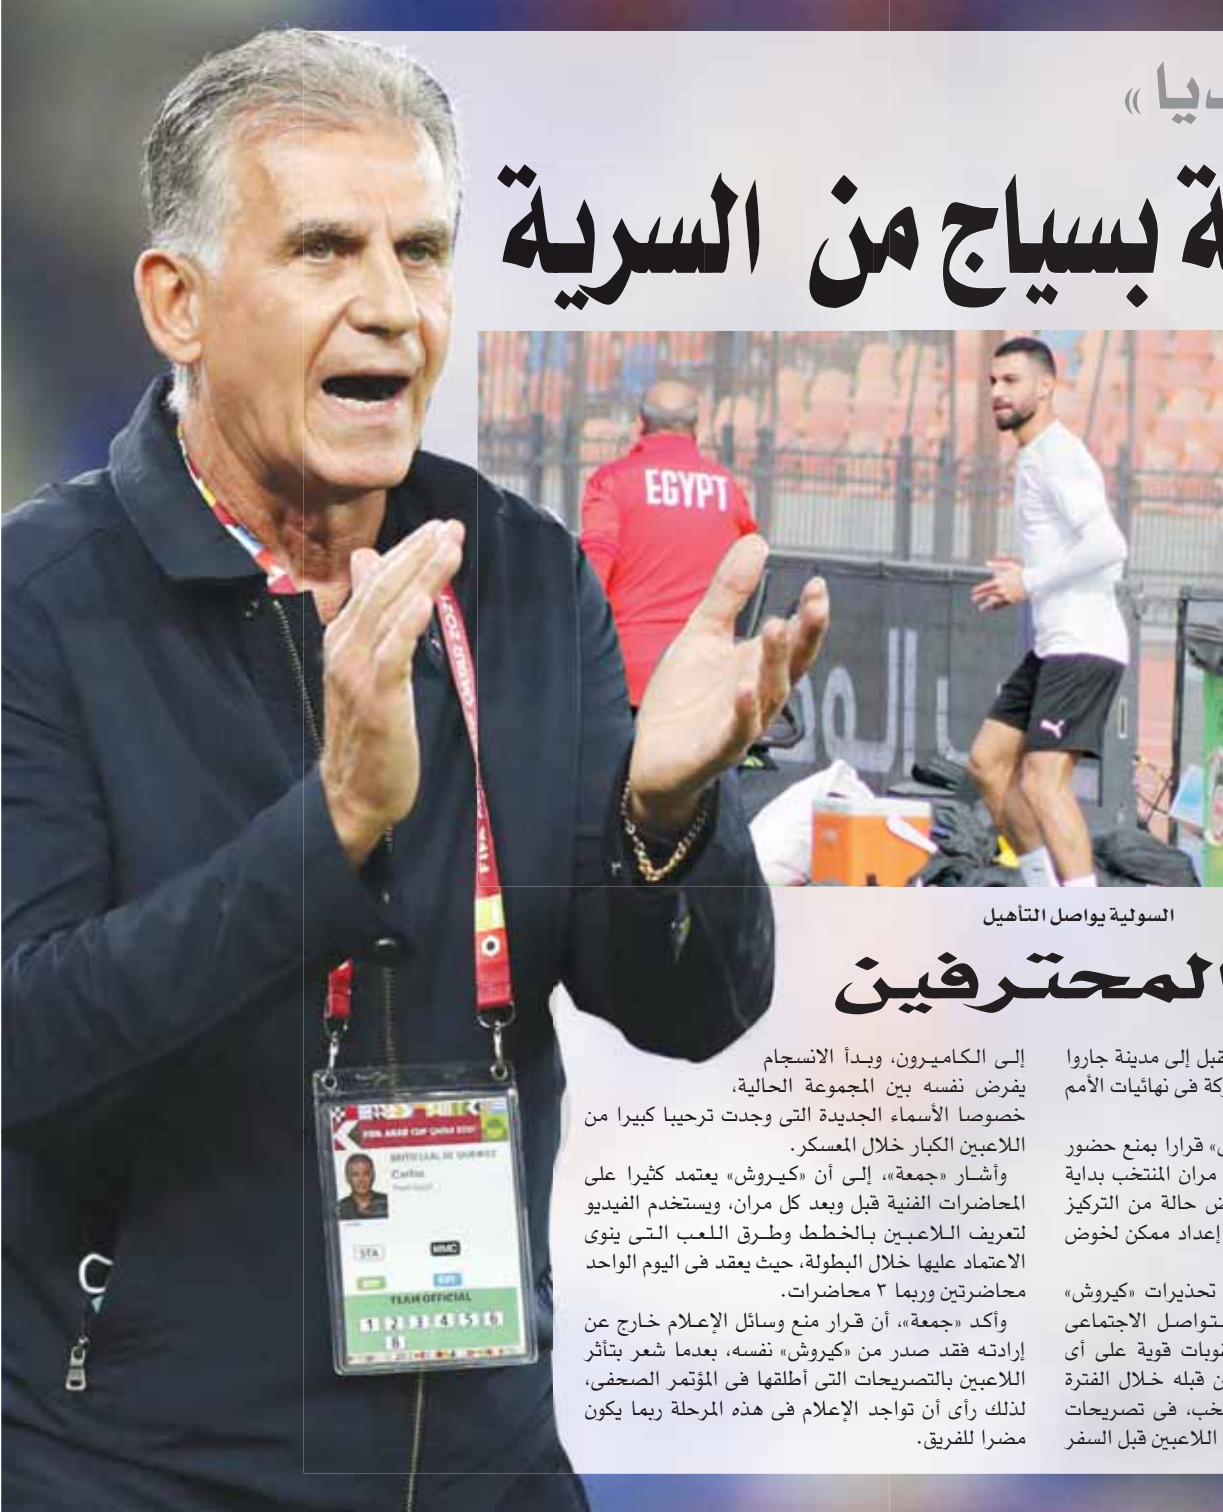 ديا »
ة بسياج من السرية
EGYPT
السولية يواصل التأهيل
المحترفين
قبل إلى مدينة جاروا
كة فى نهائيات الأمم
» قرارا بمنع حضور
مران المنتخب بداية
ض حالة من التركيز
إعداد ممكن لخوض
تحذيرات «كيروش»
تواصل الاجتماعى
وبات قوية على أى
ن قبله خلال الفترة
خب، فى تصريحات
اللاعبين قبل السفر
إلى الكاميرون، وبدأ الانسجام
يفرض نفسه بين المجموعة الحالية،
خصوصا الأسماء الجديدة التى وجدت ترحيبا كبيرا من
اللاعبين الكبار خلال المعسكر.
وأشار «جمعة»، إلى أن «كيروش» يعتمد كثيرا على
المحاضرات الفنية قبل وبعد كل مران، ويستخدم الفيديو
لتعريف اللاعبين بالخطط وطرق اللعب التى ينوى
الاعتماد عليها خلال البطولة، حيث يعقد فى اليوم الواحد
محاضرتين وربما ٣ محاضرات.
وأكد «جمعة»، أن قرار منع وسائل الإعلام خارج عن
إرادته فقد صدر من «كيروش» نفسه، بعدما شعر بتأثر
اللاعبين بالتصريحات التى أطلقها فى المؤتمر الصحفى،
لذلك رأى أن تواجد الإعلام فى هذه المرحلة ربما يكون
مضرا للفريق.
FIFA ARAB CUP QATAR 2021
Carlos
STA
TEAM OFFICIAL
1 2 3 4 5 6
8